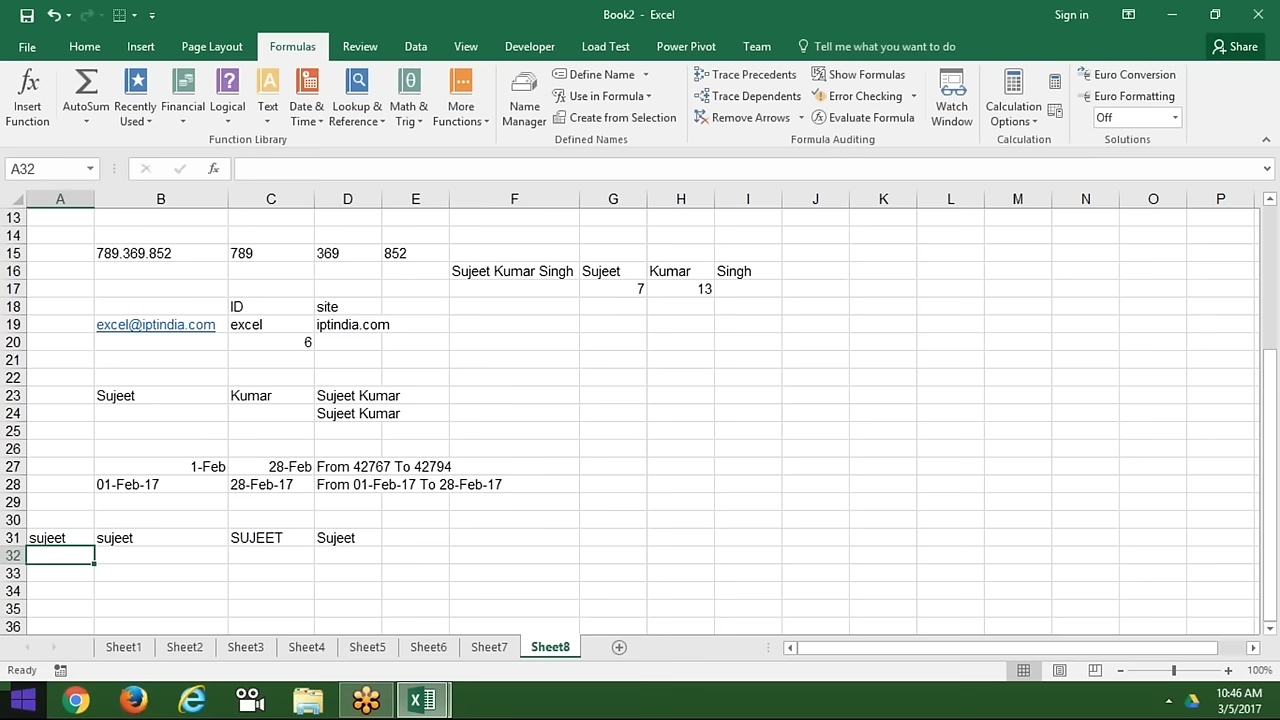 Book2 - Excel
Sign in
File Home Insert Page Layout Formulas Review Data View Developer Load Test Power Pivot Team Tell me what you want to do Share
Insert Function
AutoSum
Recently Used
Financial
Logical
Text
Date & Time
Lookup & Reference
Math & Trig
More Functions
Function Library
Name Manager
Define Name
Use in Formula
Create from Selection
Defined Names
Trace Precedents
Trace Dependents
Remove Arrows
Show Formulas
Error Checking
Evaluate Formula
Formula Auditing
Watch Window
Calculation Options
Calculation
Euro Conversion
Euro Formatting
Off
Solutions
A32 fx
A B C D E F G H I J K L M N O P
13
14
15 789.369.852 789 369 852
16 Sujeet Kumar Singh Sujeet Kumar Singh
17 7 13
18 ID site
19 excel@iptindia.com excel iptindia.com
20 6
21
22
23 Sujeet Kumar Sujeet Kumar
24 Sujeet Kumar
25
26
27 1-Feb 28-Feb From 42767 To 42794
28 01-Feb-17 28-Feb-17 From 01-Feb-17 To 28-Feb-17
29
30
31 sujeet sujeet SUJEET Sujeet
32
33
34
35
36
Sheet1 Sheet2 Sheet3 Sheet4 Sheet5 Sheet6 Sheet7 Sheet8
Ready
100%
10:46 AM
3/5/2017